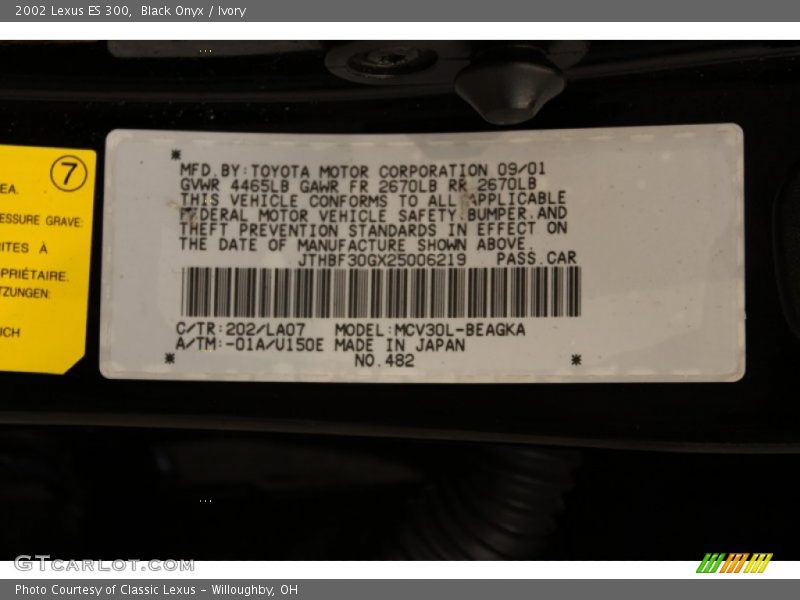 2002 Lexus ES 300, Black Onyx / Ivory
7
EA.
ESSURE GRAVE:
ITES À
PRIÉTAIRE.
TZUNGEN:
UCH
MFD.BY:TOYOTA MOTOR CORPORATION 09/01
GVWR 4465LB GAWR FR 2670LB RR 2670LB
THIS VEHICLE CONFORMS TO ALL APPLICABLE
FEDERAL MOTOR VEHICLE SAFETY,BUMPER,AND
THEFT PREVENTION STANDARDS IN EFFECT ON
THE DATE OF MANUFACTURE SHOWN ABOVE.
JTHBF30GX25006219 PASS.CAR
C/TR:202/LA07 MODEL:MCV30L-BEAGKA
A/TM:-01A/U150E MADE IN JAPAN
NO.482
GTCARLOT.COM
Photo Courtesy of Classic Lexus - Willoughby, OH